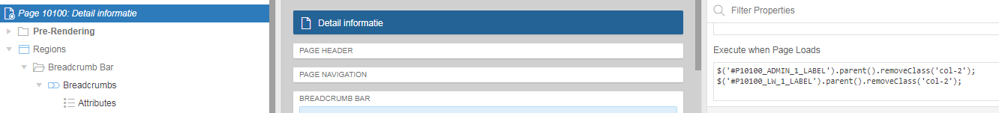 Page 10100: Detail informatie
Pre-Rendering
Regions
Breadcrumb Bar
Breadcrumbs
Attributes
Detail informatie
PAGE HEADER
PAGE NAVIGATION
BREADCRUMB BAR
Filter Properties
Execute when Page Loads
$('#P10100_ADMIN_1_LABEL').parent().removeClass('col-2');
$('#P10100_LW_1_LABEL').parent().removeClass('col-2');